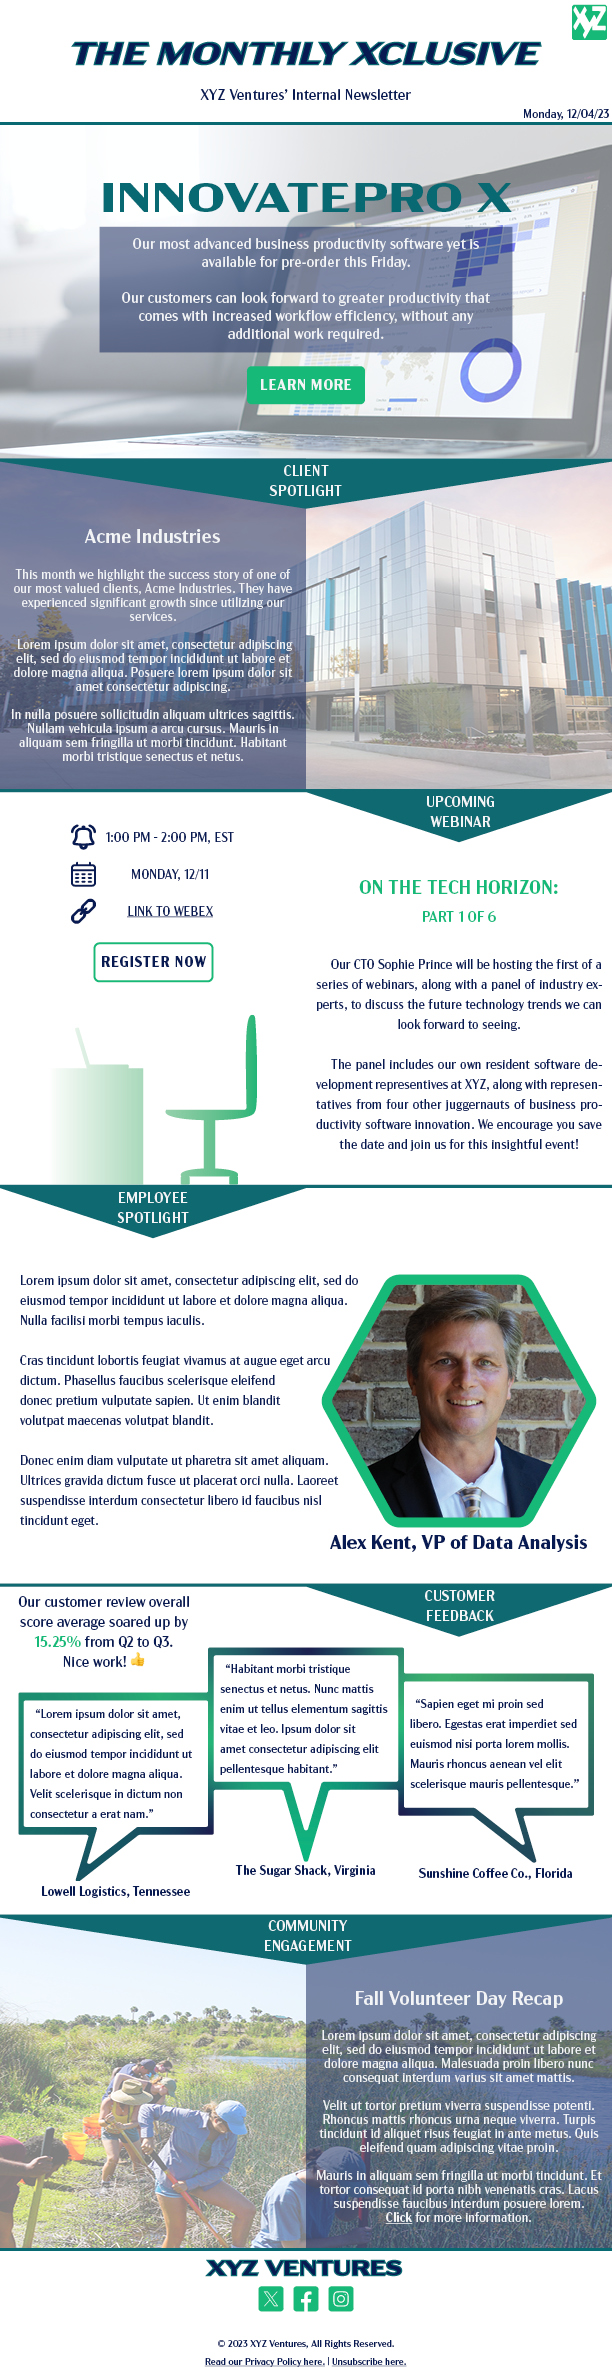 XYZ
THE MONTHLY XCLUSIVE
XYZ Ventures’ Internal Newsletter
Monday, 12/04/23
INNOVATEPRO X
Our most advanced business productivity software yet is
available for pre-order this Friday.
Our customers can look forward to greater productivity that
comes with increased workflow efficiency, without any
additional work required.
LEARN MORE
CLIENT
SPOTLIGHT
Acme Industries
This month we highlight the success story of one of
our most valued clients, Acme Industries. They have
experienced significant growth since utilizing our
services.
Lorem ipsum dolor sit amet, consectetur adipiscing
elit, sed do eiusmod tempor incididunt ut labore et
dolore magna aliqua. Posuere lorem ipsum dolor sit
amet consectetur adipiscing.
In nulla posuere sollicitudin aliquam ultrices sagittis.
Nullam vehicula ipsum a arcu cursus. Mauris in
aliquam sem fringilla ut morbi tincidunt. Habitant
morbi tristique senectus et netus.
UPCOMING
WEBINAR
1:00 PM - 2:00 PM, EST
MONDAY, 12/11
LINK TO WEBEX
REGISTER NOW
ON THE TECH HORIZON:
PART 1 OF 6
Our CTO Sophie Prince will be hosting the first of a
series of webinars, along with a panel of industry ex-
perts, to discuss the future technology trends we can
look forward to seeing.
The panel includes our own resident software de-
velopment representives at XYZ, along with represen-
tatives from four other juggernauts of business pro-
ductivity software innovation. We encourage you save
the date and join us for this insightful event!
EMPLOYEE
SPOTLIGHT
Lorem ipsum dolor sit amet, consectetur adipiscing elit, sed do
eiusmod tempor incididunt ut labore et dolore magna aliqua.
Nulla facilisi morbi tempus iaculis.
Cras tincidunt lobortis feugiat vivamus at augue eget arcu
dictum. Phasellus faucibus scelerisque eleifend
donec pretium vulputate sapien. Ut enim blandit
volutpat maecenas volutpat blandit.
Donec enim diam vulputate ut pharetra sit amet aliquam.
Ultrices gravida dictum fusce ut placerat orci nulla. Laoreet
suspendisse interdum consectetur libero id faucibus nisl
tincidunt eget.
Alex Kent, VP of Data Analysis
CUSTOMER
FEEDBACK
Our customer review overall
score average soared up by
15.25% from Q2 to Q3.
Nice work! 👍
“Lorem ipsum dolor sit amet,
consectetur adipiscing elit, sed
do eiusmod tempor incididunt ut
labore et dolore magna aliqua.
Velit scelerisque in dictum non
consectetur a erat nam.”
Lowell Logistics, Tennessee
“Habitant morbi tristique
senectus et netus. Nunc mattis
enim ut tellus elementum sagittis
vitae et leo. Ipsum dolor sit
amet consectetur adipiscing elit
pellentesque habitant.”
The Sugar Shack, Virginia
“Sapien eget mi proin sed
libero. Egestas erat imperdiet sed
euismod nisi porta lorem mollis.
Mauris rhoncus aenean vel elit
scelerisque mauris pellentesque.”
Sunshine Coffee Co., Florida
COMMUNITY
ENGAGEMENT
Fall Volunteer Day Recap
Lorem ipsum dolor sit amet, consectetur adipiscing
elit, sed do eiusmod tempor incididunt ut labore et
dolore magna aliqua. Malesuada proin libero nunc
consequat interdum varius sit amet mattis.
Velit ut tortor pretium viverra suspendisse potenti.
Rhoncus mattis rhoncus urna neque viverra. Turpis
tincidunt id aliquet risus feugiat in ante metus. Quis
eleifend quam adipiscing vitae proin.
Mauris in aliquam sem fringilla ut morbi tincidunt. Et
tortor consequat id porta nibh venenatis cras. Lacus
suspendisse faucibus interdum posuere lorem.
Click for more information.
XYZ VENTURES
© 2023 XYZ Ventures, All Rights Reserved.
Read our Privacy Policy here. | Unsubscribe here.